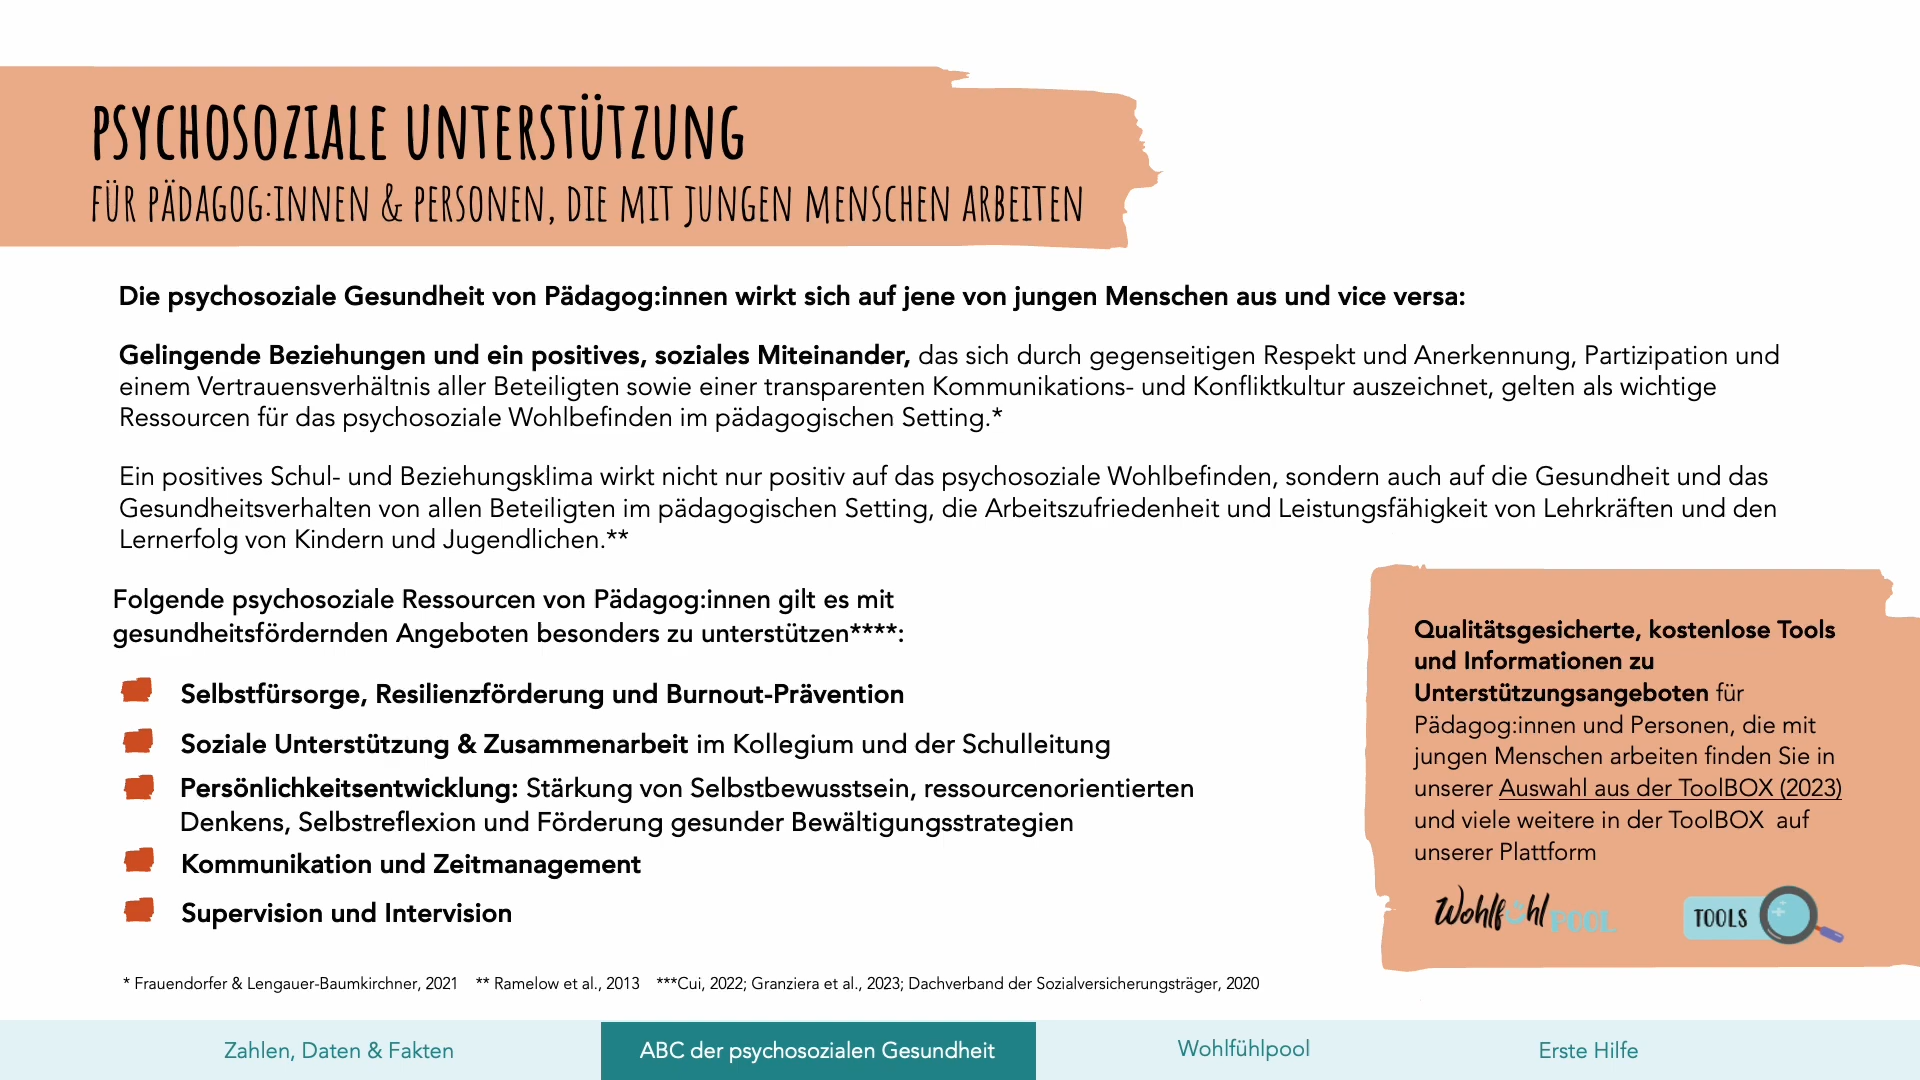 PSYCHOSOZIALE UNTERSTÜTZUNG
FÜR PÄDAGOG:INNEN & PERSONEN, DIE MIT JUNGEN MENSCHEN ARBEITEN
Die psychosoziale Gesundheit von Pädagog:innen wirkt sich auf jene von jungen Menschen aus und vice versa:
Gelingende Beziehungen und ein positives, soziales Miteinander, das sich durch gegenseitigen Respekt und Anerkennung, Partizipation und
einem Vertrauensverhältnis aller Beteiligten sowie einer transparenten Kommunikations- und Konfliktkultur auszeichnet, gelten als wichtige
Ressourcen für das psychosoziale Wohlbefinden im pädagogischen Setting.*
Ein positives Schul- und Beziehungsklima wirkt nicht nur positiv auf das psychosoziale Wohlbefinden, sondern auch auf die Gesundheit und das
Gesundheitsverhalten von allen Beteiligten im pädagogischen Setting, die Arbeitszufriedenheit und Leistungsfähigkeit von Lehrkräften und den
Lernerfolg von Kindern und Jugendlichen.**
Folgende psychosoziale Ressourcen von Pädagog:innen gilt es mit
gesundheitsfördernden Angeboten besonders zu unterstützen****:
Selbstfürsorge, Resilienzförderung und Burnout-Prävention
Soziale Unterstützung & Zusammenarbeit im Kollegium und der Schulleitung
Persönlichkeitsentwicklung: Stärkung von Selbstbewusstsein, ressourcenorientierten
Denkens, Selbstreflexion und Förderung gesunder Bewältigungsstrategien
Kommunikation und Zeitmanagement
Supervision und Intervision
Qualitätsgesicherte, kostenlose Tools
und Informationen zu
Unterstützungsangeboten für
Pädagog:innen und Personen, die mit
jungen Menschen arbeiten finden Sie in
unserer Auswahl aus der ToolBOX (2023)
und viele weitere in der ToolBOX auf
unserer Plattform
Wohlfühl POOL
TOOLS
* Frauendorfer & Lengauer-Baumkirchner, 2021 ** Ramelow et al., 2013 ***Cui, 2022; Granziera et al., 2023; Dachverband der Sozialversicherungsträger, 2020
Zahlen, Daten & Fakten
ABC der psychosozialen Gesundheit
Wohlfühlpool
Erste Hilfe